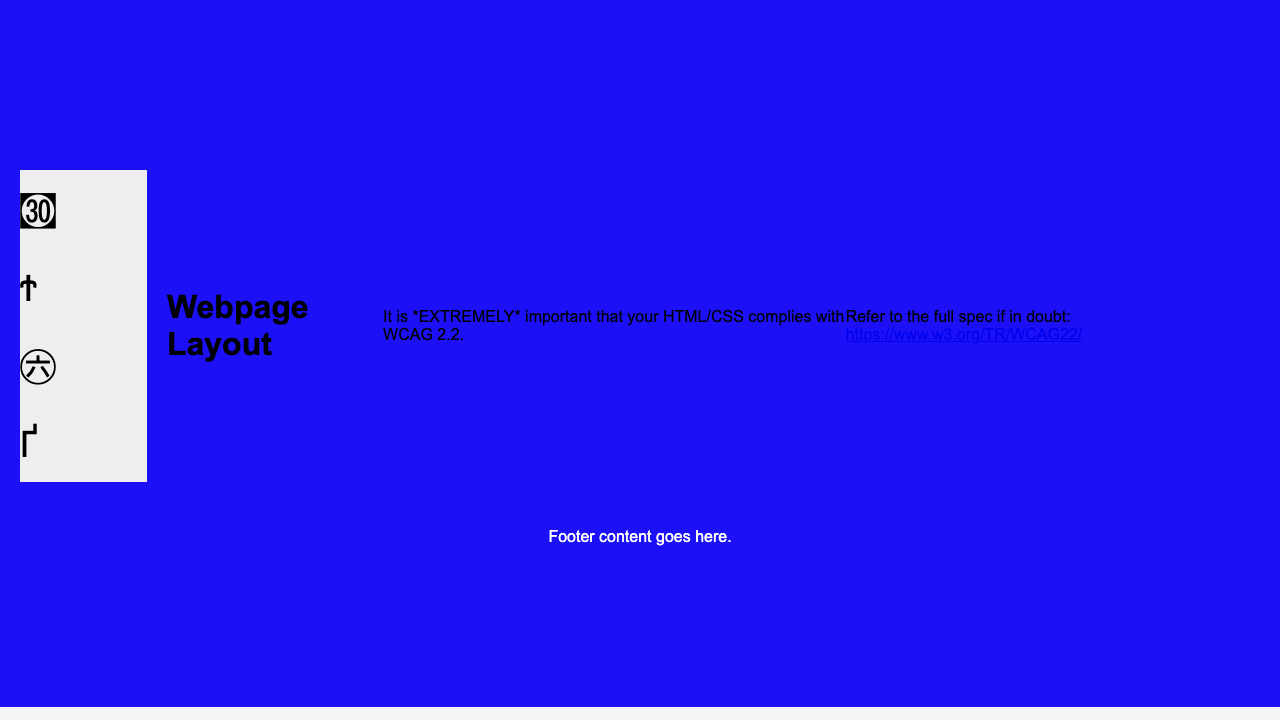 ㉊
㊅
Ґ
Webpage
Layout
It is *EXTREMELY* important that your HTML/CSS complies with
WCAG 2.2.
Refer to the full spec if in doubt:
https://www.w3.org/TR/WCAG22/
Footer content goes here.